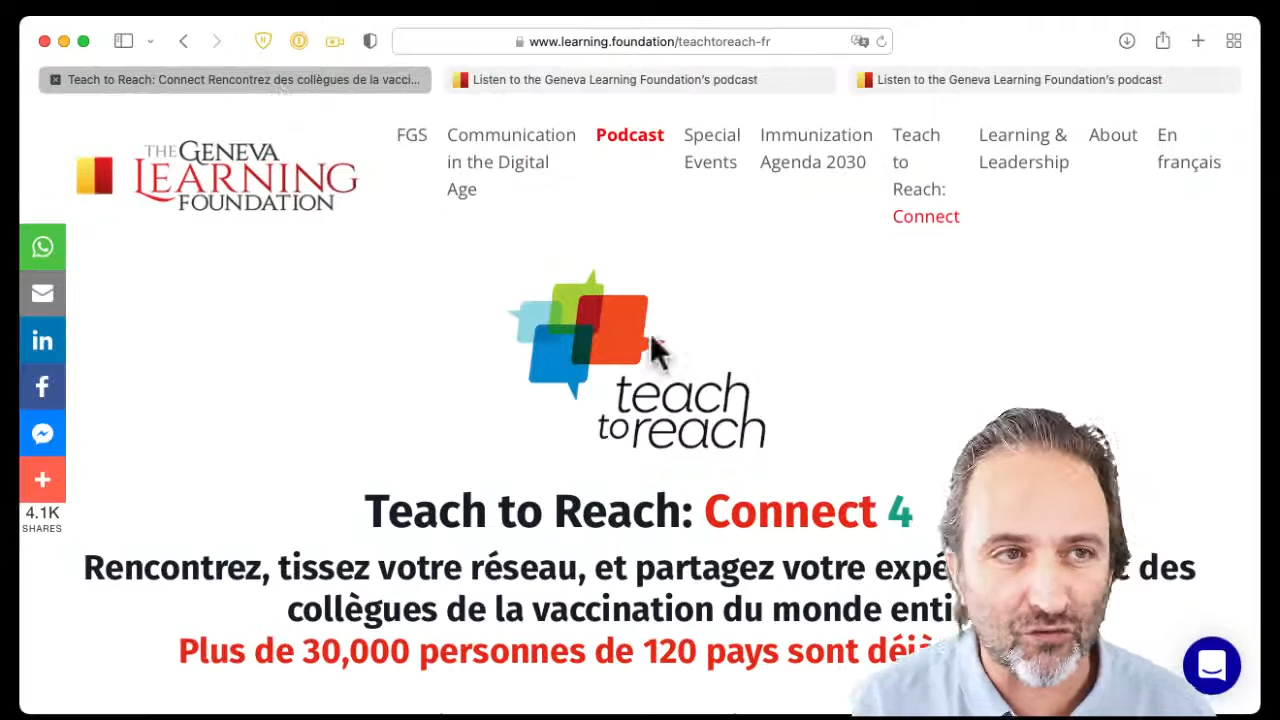 www.learning.foundation/teachtoreach-fr
Teach to Reach: Connect Rencontrez des collègues de la vacci...
Listen to the Geneva Learning Foundation's podcast
Listen to the Geneva Learning Foundation's podcast
THE GENEVA
LEARNING
FOUNDATION
FGS
Communication
in the Digital
Age
Podcast
Special
Events
Immunization
Agenda 2030
Teach
to
Reach:
Connect
Learning &
Leadership
About
En
français
teach
to reach
4.1K
SHARES
Teach to Reach: Connect 4
Rencontrez, tissez votre réseau, et partagez votre des
collègues de la vaccination du monde
Plus de 30,000 personnes de 120 pays sont